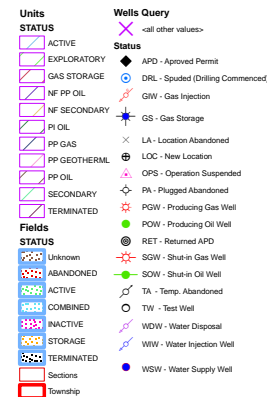 Units
STATUS
ACTIVE
EXPLORATORY
GAS STORAGE
NF PP OIL
NF SECONDARY
PI OIL
PP GAS
PP GEOTHERML
PP OIL
SECONDARY
TERMINATED
Fields
STATUS
Unknown
ABANDONED
ACTIVE
COMBINED
INACTIVE
STORAGE
TERMINATED
Sections
Township
Wells Query
<all other values>
Status
APD - Aproved Permit
DRL - Spuded (Drilling Commenced)
GIW - Gas Injection
GS - Gas Storage
LA - Location Abandoned
LOC - New Location
OPS - Operation Suspended
PA - Plugged Abandoned
PGW - Producing Gas Well
POW - Producing Oil Well
RET - Returned APD
SGW - Shut-in Gas Well
SOW - Shut-in Oil Well
TA - Temp. Abandoned
TW - Test Well
WDW - Water Disposal
WIW - Water Injection Well
WSW - Water Supply Well